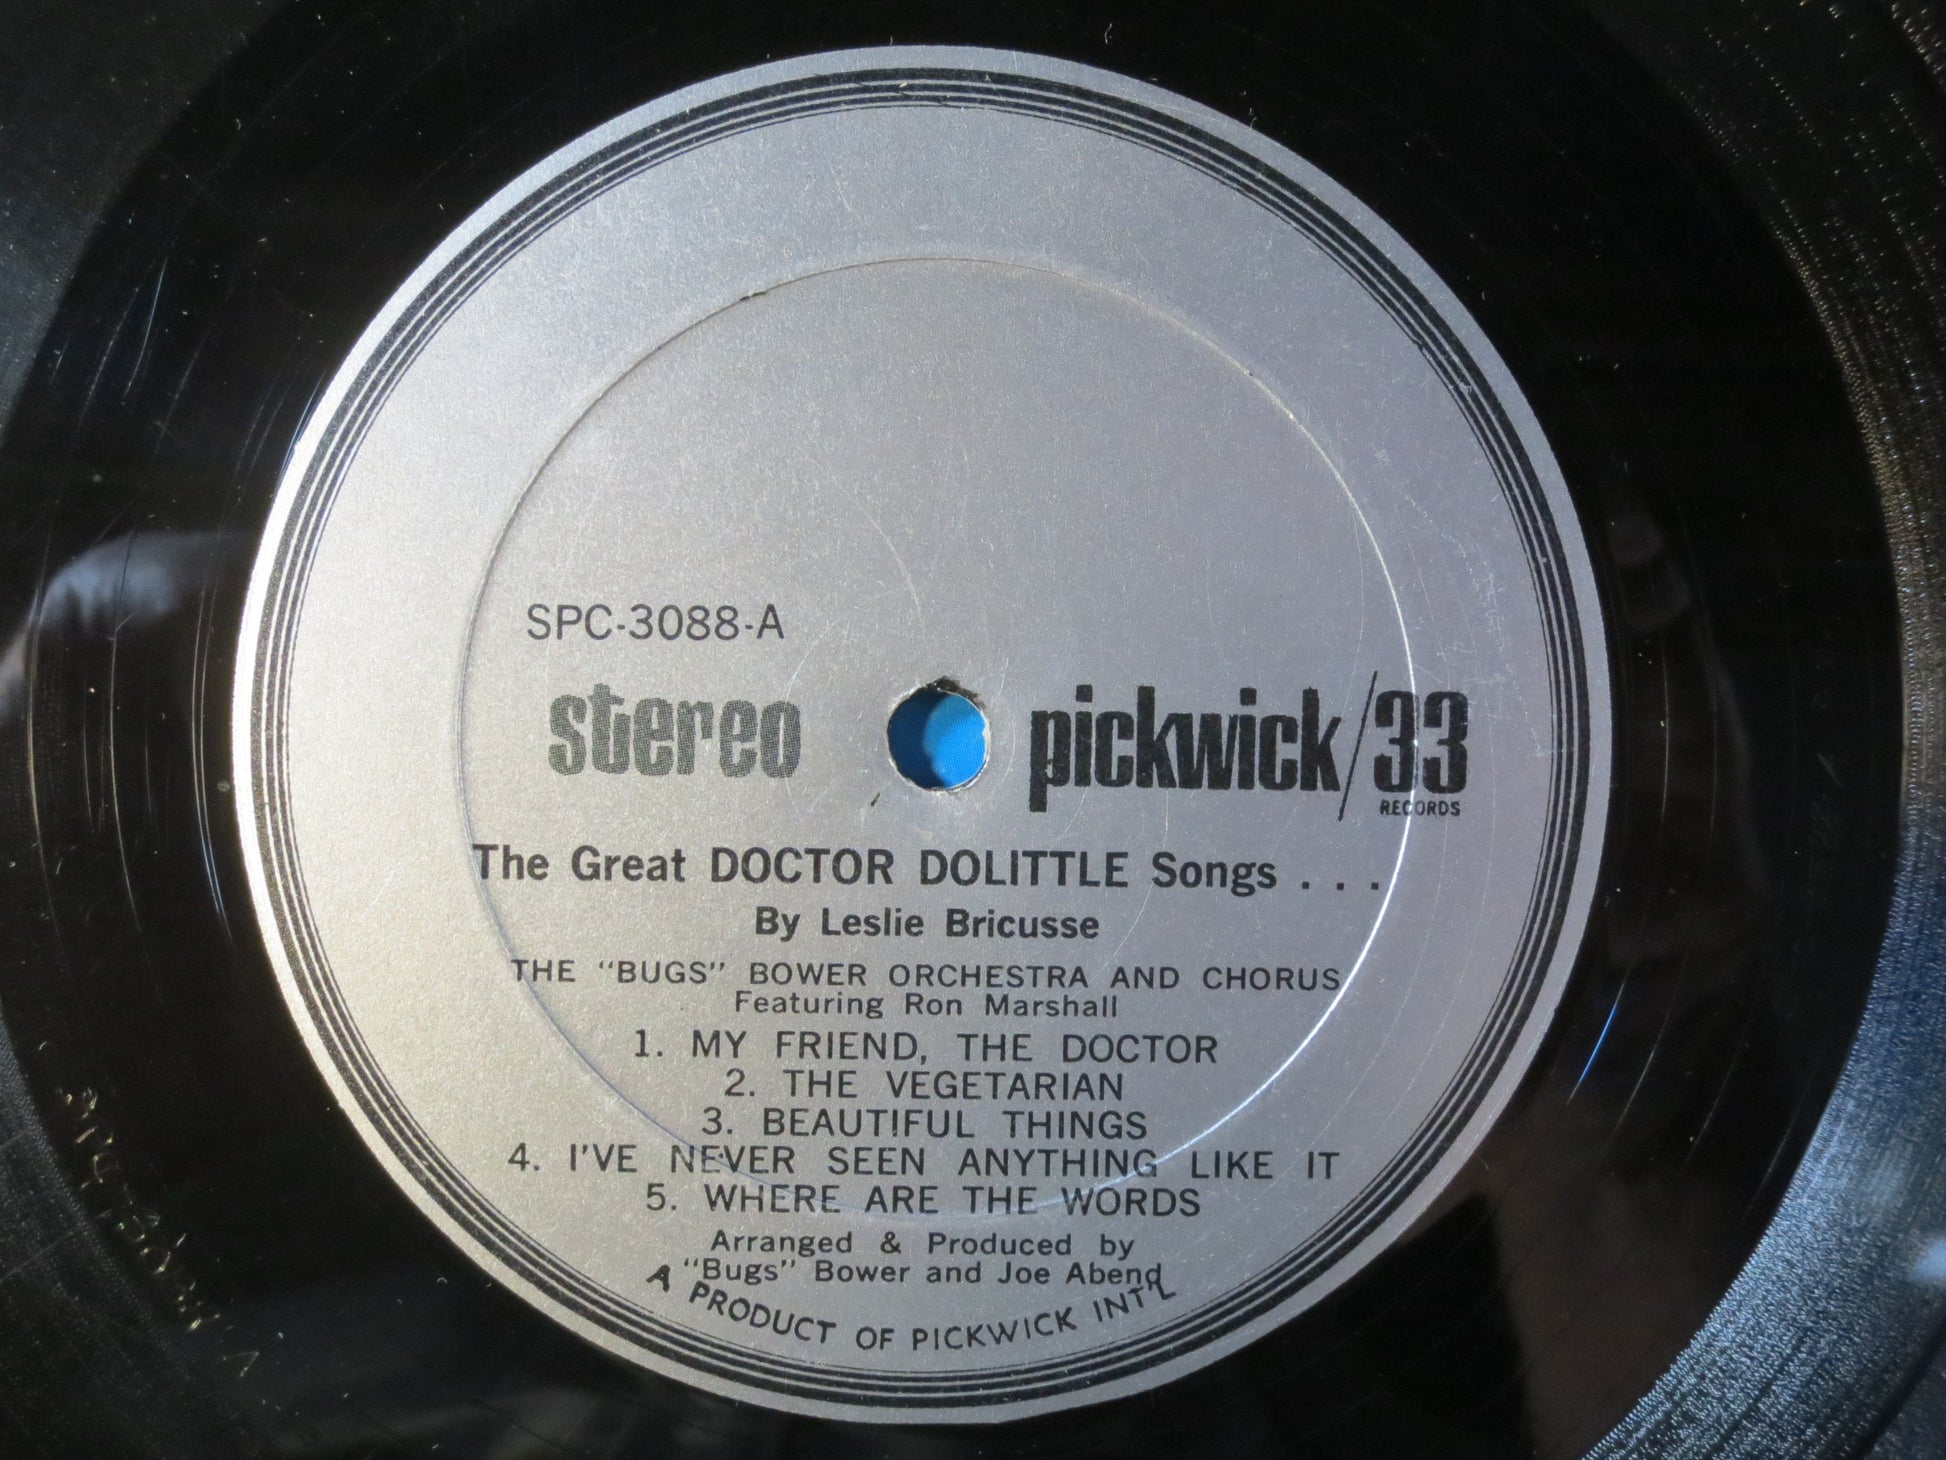 SPC-3088-A
stereo pickwick/33
RECORDS
The Great DOCTOR DOLITTLE Songs . . .
By Leslie Bricusse
THE "BUGS" BOWER ORCHESTRA AND CHORUS
Featuring Ron Marshall
1. MY FRIEND, THE DOCTOR
2. THE VEGETARIAN
3. BEAUTIFUL THINGS
4. I'VE NEVER SEEN ANYTHING LIKE IT
5. WHERE ARE THE WORDS
Arranged & Produced by
"Bugs" Bower and Joe Abend
A PRODUCT OF PICKWICK INT'L